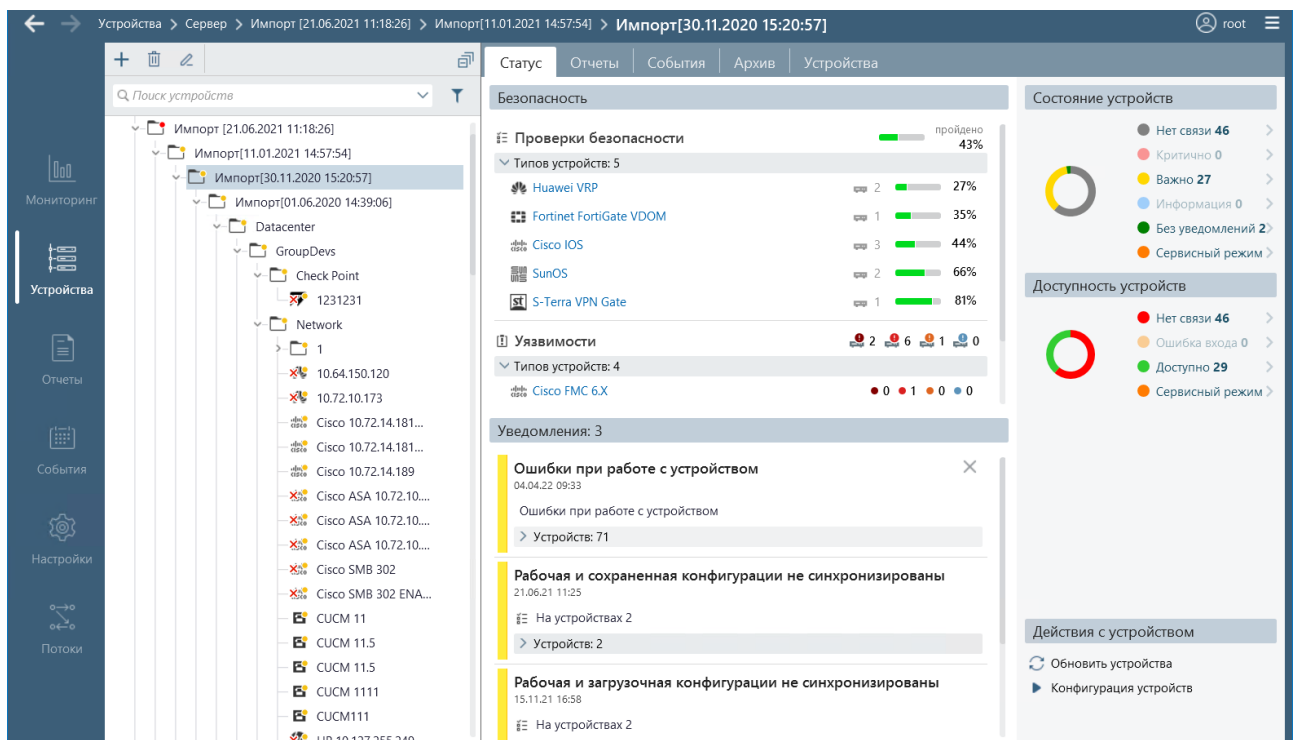 Устройства > Сервер > Импорт [21.06.2021 11:18:26] > Импорт[11.01.2021 14:57:54] > Импорт[30.11.2020 15:20:57]
root
Мониторинг
Устройства
Отчеты
События
Настройки
Потоки
Поиск устройств
Импорт [21.06.2021 11:18:26]
Импорт[11.01.2021 14:57:54]
Импорт[30.11.2020 15:20:57]
Импорт[01.06.2020 14:39:06]
Datacenter
GroupDevs
Check Point
1231231
Network
1
10.64.150.120
10.72.10.173
Cisco 10.72.14.181...
Cisco 10.72.14.181...
Cisco 10.72.14.189
Cisco ASA 10.72.10....
Cisco ASA 10.72.10....
Cisco ASA 10.72.10....
Cisco SMB 302
Cisco SMB 302 ENA...
CUCM 11
CUCM 11.5
CUCM 11.5
CUCM 1111
CUCM111
HP 10.127.255.249
Статус Отчеты События Архив Устройства
Безопасность
Проверки безопасности пройдено 43%
Типов устройств: 5
Huawei VRP 2 27%
Fortinet FortiGate VDOM 1 35%
cisco Cisco IOS 3 44%
SunOS 2 66%
st S-Terra VPN Gate 1 81%
Уязвимости 2 6 1 0
Типов устройств: 4
cisco Cisco FMC 6.X 0 1 0 0
Уведомления: 3
Ошибки при работе с устройством
04.04.22 09:33
Ошибки при работе с устройством
Устройств: 71
Рабочая и сохраненная конфигурации не синхронизированы
21.06.21 11:25
На устройствах 2
Устройств: 2
Рабочая и загрузочная конфигурации не синхронизированы
15.11.21 16:58
На устройствах 2
Состояние устройств
Нет связи 46
Критично 0
Важно 27
Информация 0
Без уведомлений 2
Сервисный режим
Доступность устройств
Нет связи 46
Ошибка входа 0
Доступно 29
Сервисный режим
Действия с устройством
Обновить устройства
Конфигурация устройств